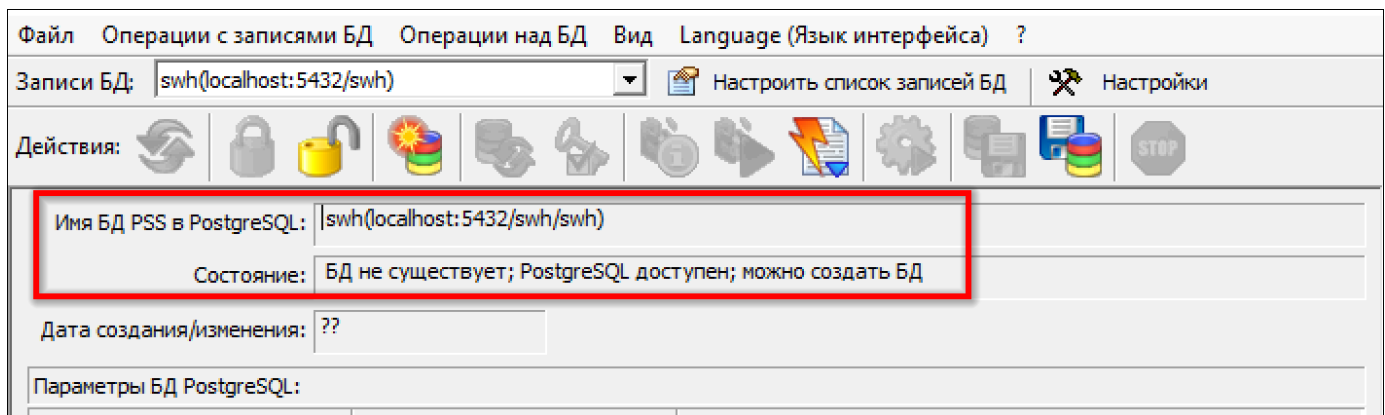 Файл Операции с записями БД Операции над БД Вид Language (Язык интерфейса) ?
Записи БД: swh(localhost:5432/swh) Настроить список записей БД Настройки
Действия: STOP
Имя БД PSS в PostgreSQL: swh(localhost:5432/swh/swh)
Состояние: БД не существует; PostgreSQL доступен; можно создать БД
Дата создания/изменения: ??
Параметры БД PostgreSQL: